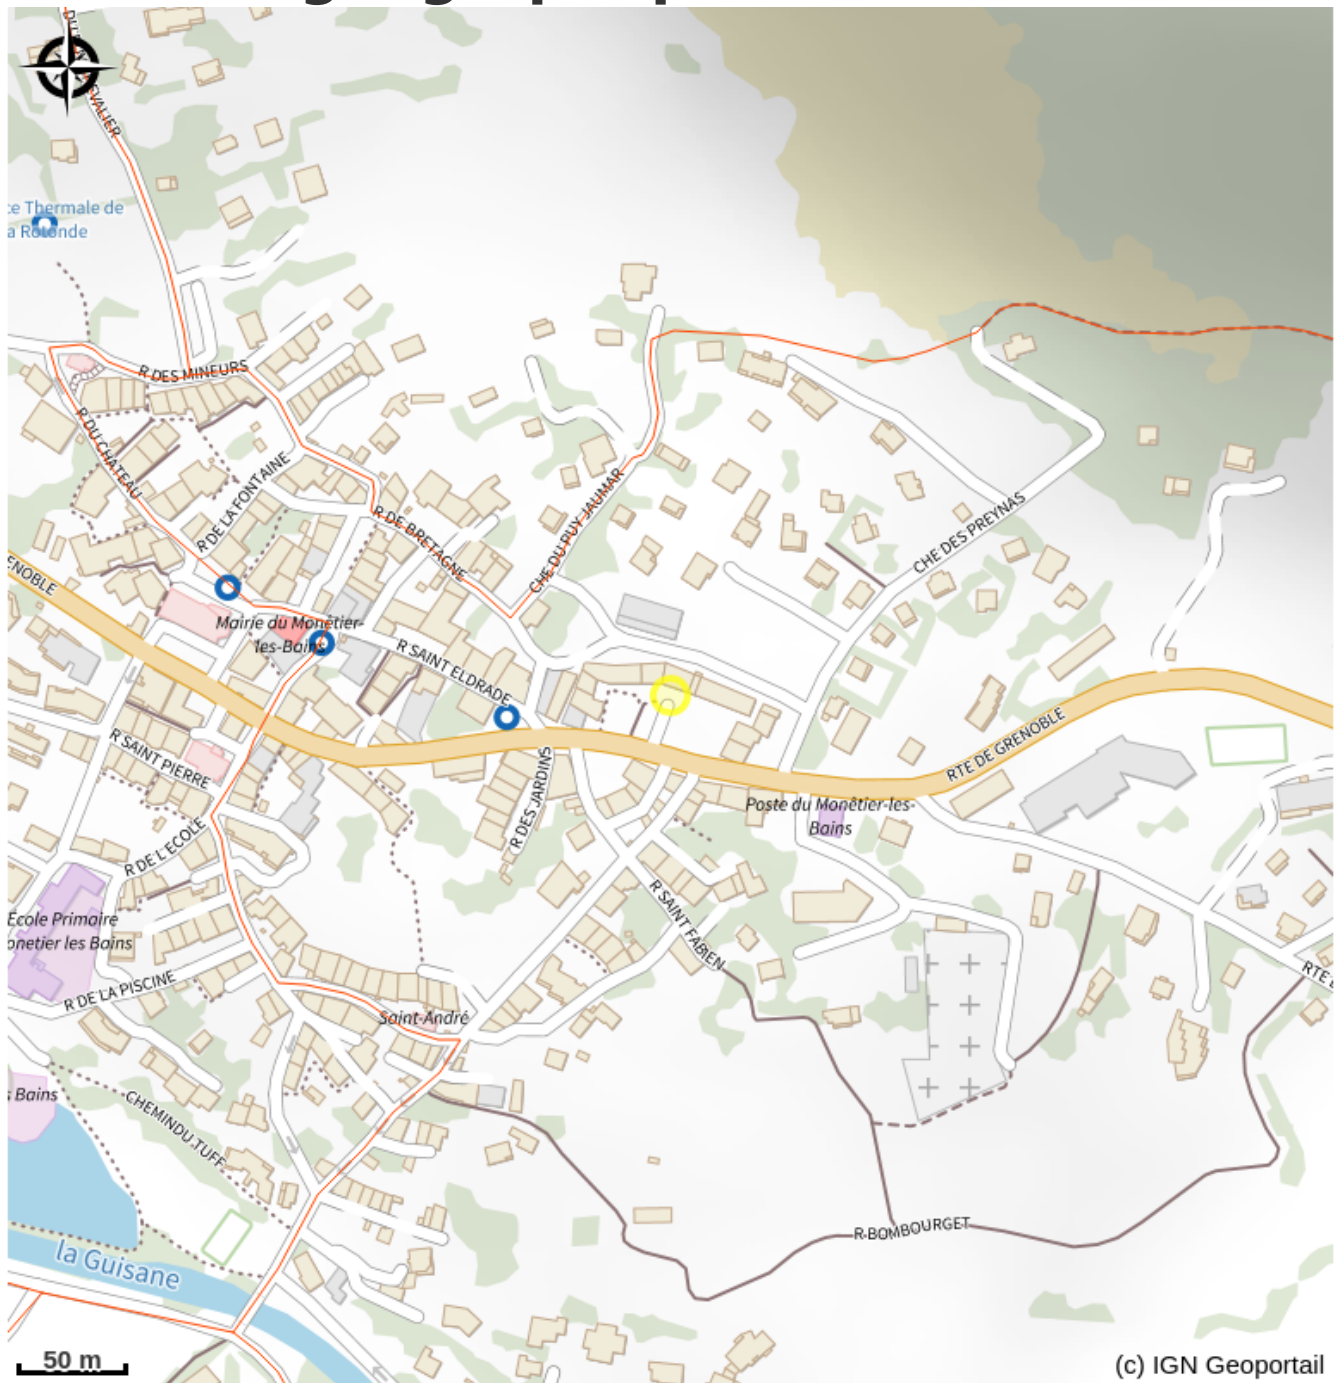 ce Thermale de
a Rotonde
R DES MINEURS
R DU CHATEAU
R DE LA FONTAINE
R DE BRETAGNE
CHE DU PUY JAUMAR
CHE DES PREYNAS
ENOBLE
Mairie du Monêtier-
les-Bains
R SAINT ELDRADE
R SAINT PIERRE
RTE DE GRENOBLE
R DES JARDINS
Poste du Monêtier-les-
Bains
R DE L'ECOLE
R SAINT FABIEN
École Primaire
onetier les Bains
R DE LA PISCINE
Saint-André
s Bains
CHEMIN DU TUFF
R BOMBOURGET
la Guisane
50 m
(c) IGN Geoportail